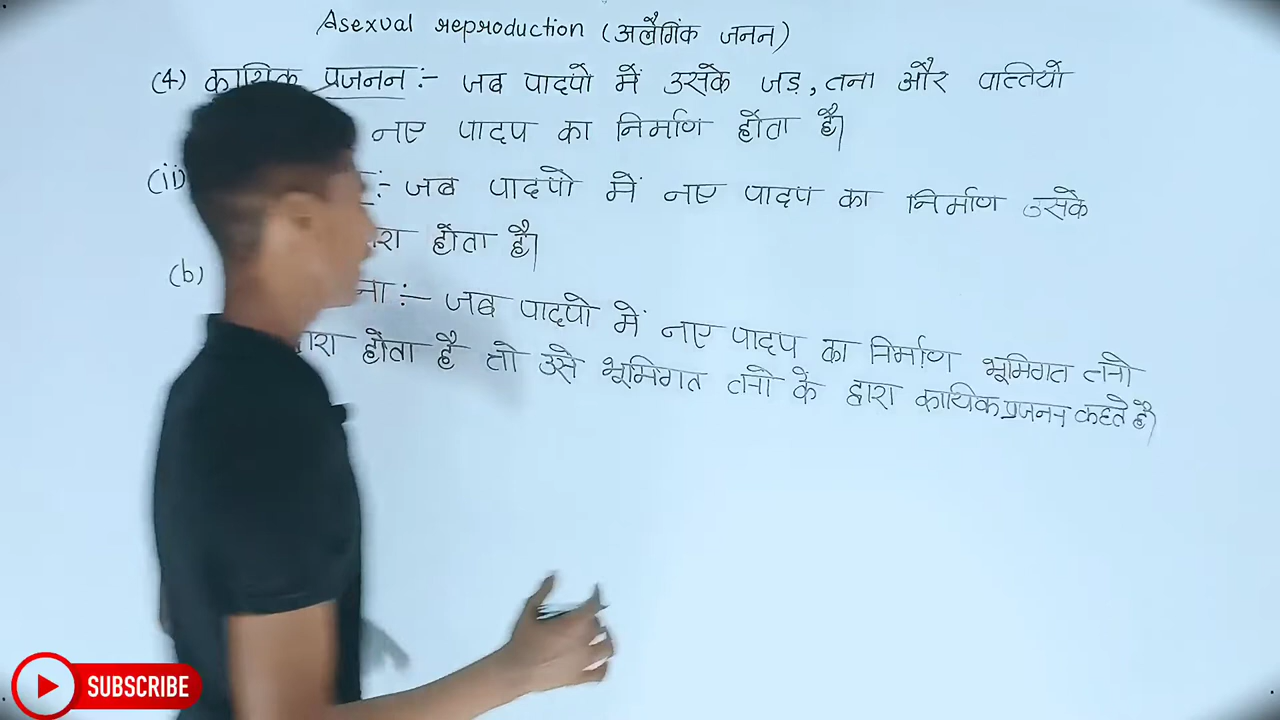 Asexual reproduction (अलैगिंक जनन)
(4) कायिक प्रजनन :- जब पादपो में उसके जड़, तना और पत्तियो
नए पादप का निर्माण होता है।
(ii) :- जब पादपो में नए पादप का निर्माण उसके
होता है।
(b) :- जब पादपो में नए पादप का निर्माण भूमिगत तनो
होता है तो उसे भूमिगत तनो के द्वारा कायिक प्रजनन कहते है।
SUBSCRIBE